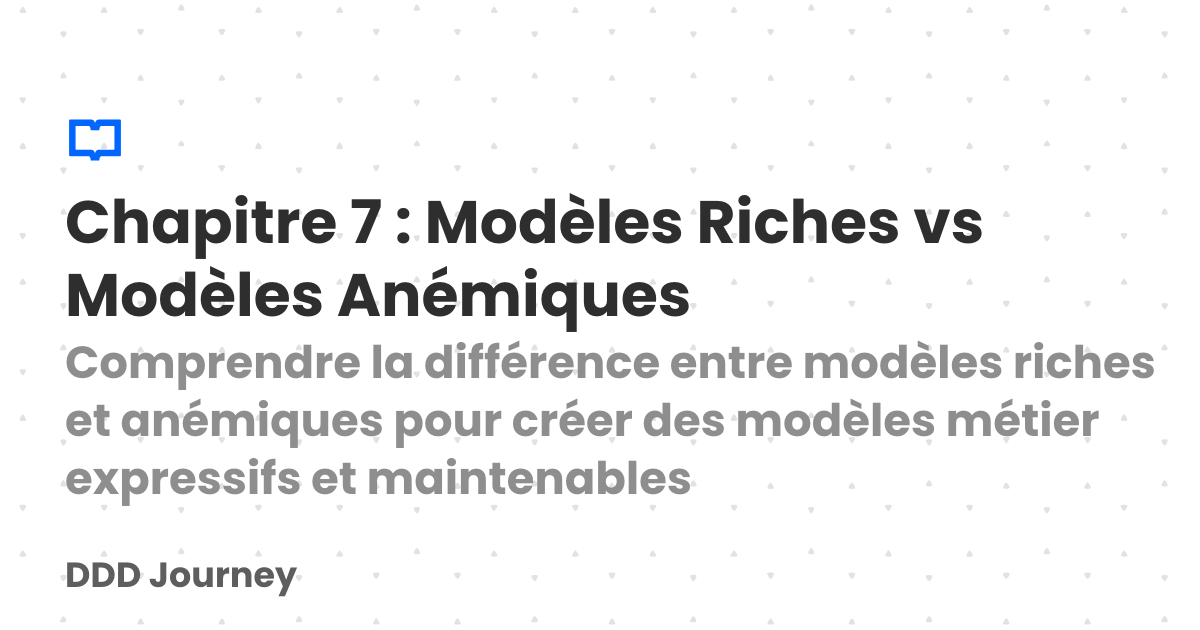 Chapitre 7 : Modèles Riches vs
Modèles Anémiques
Comprendre la différence entre modèles riches
et anémiques pour créer des modèles métier
expressifs et maintenables
DDD Journey